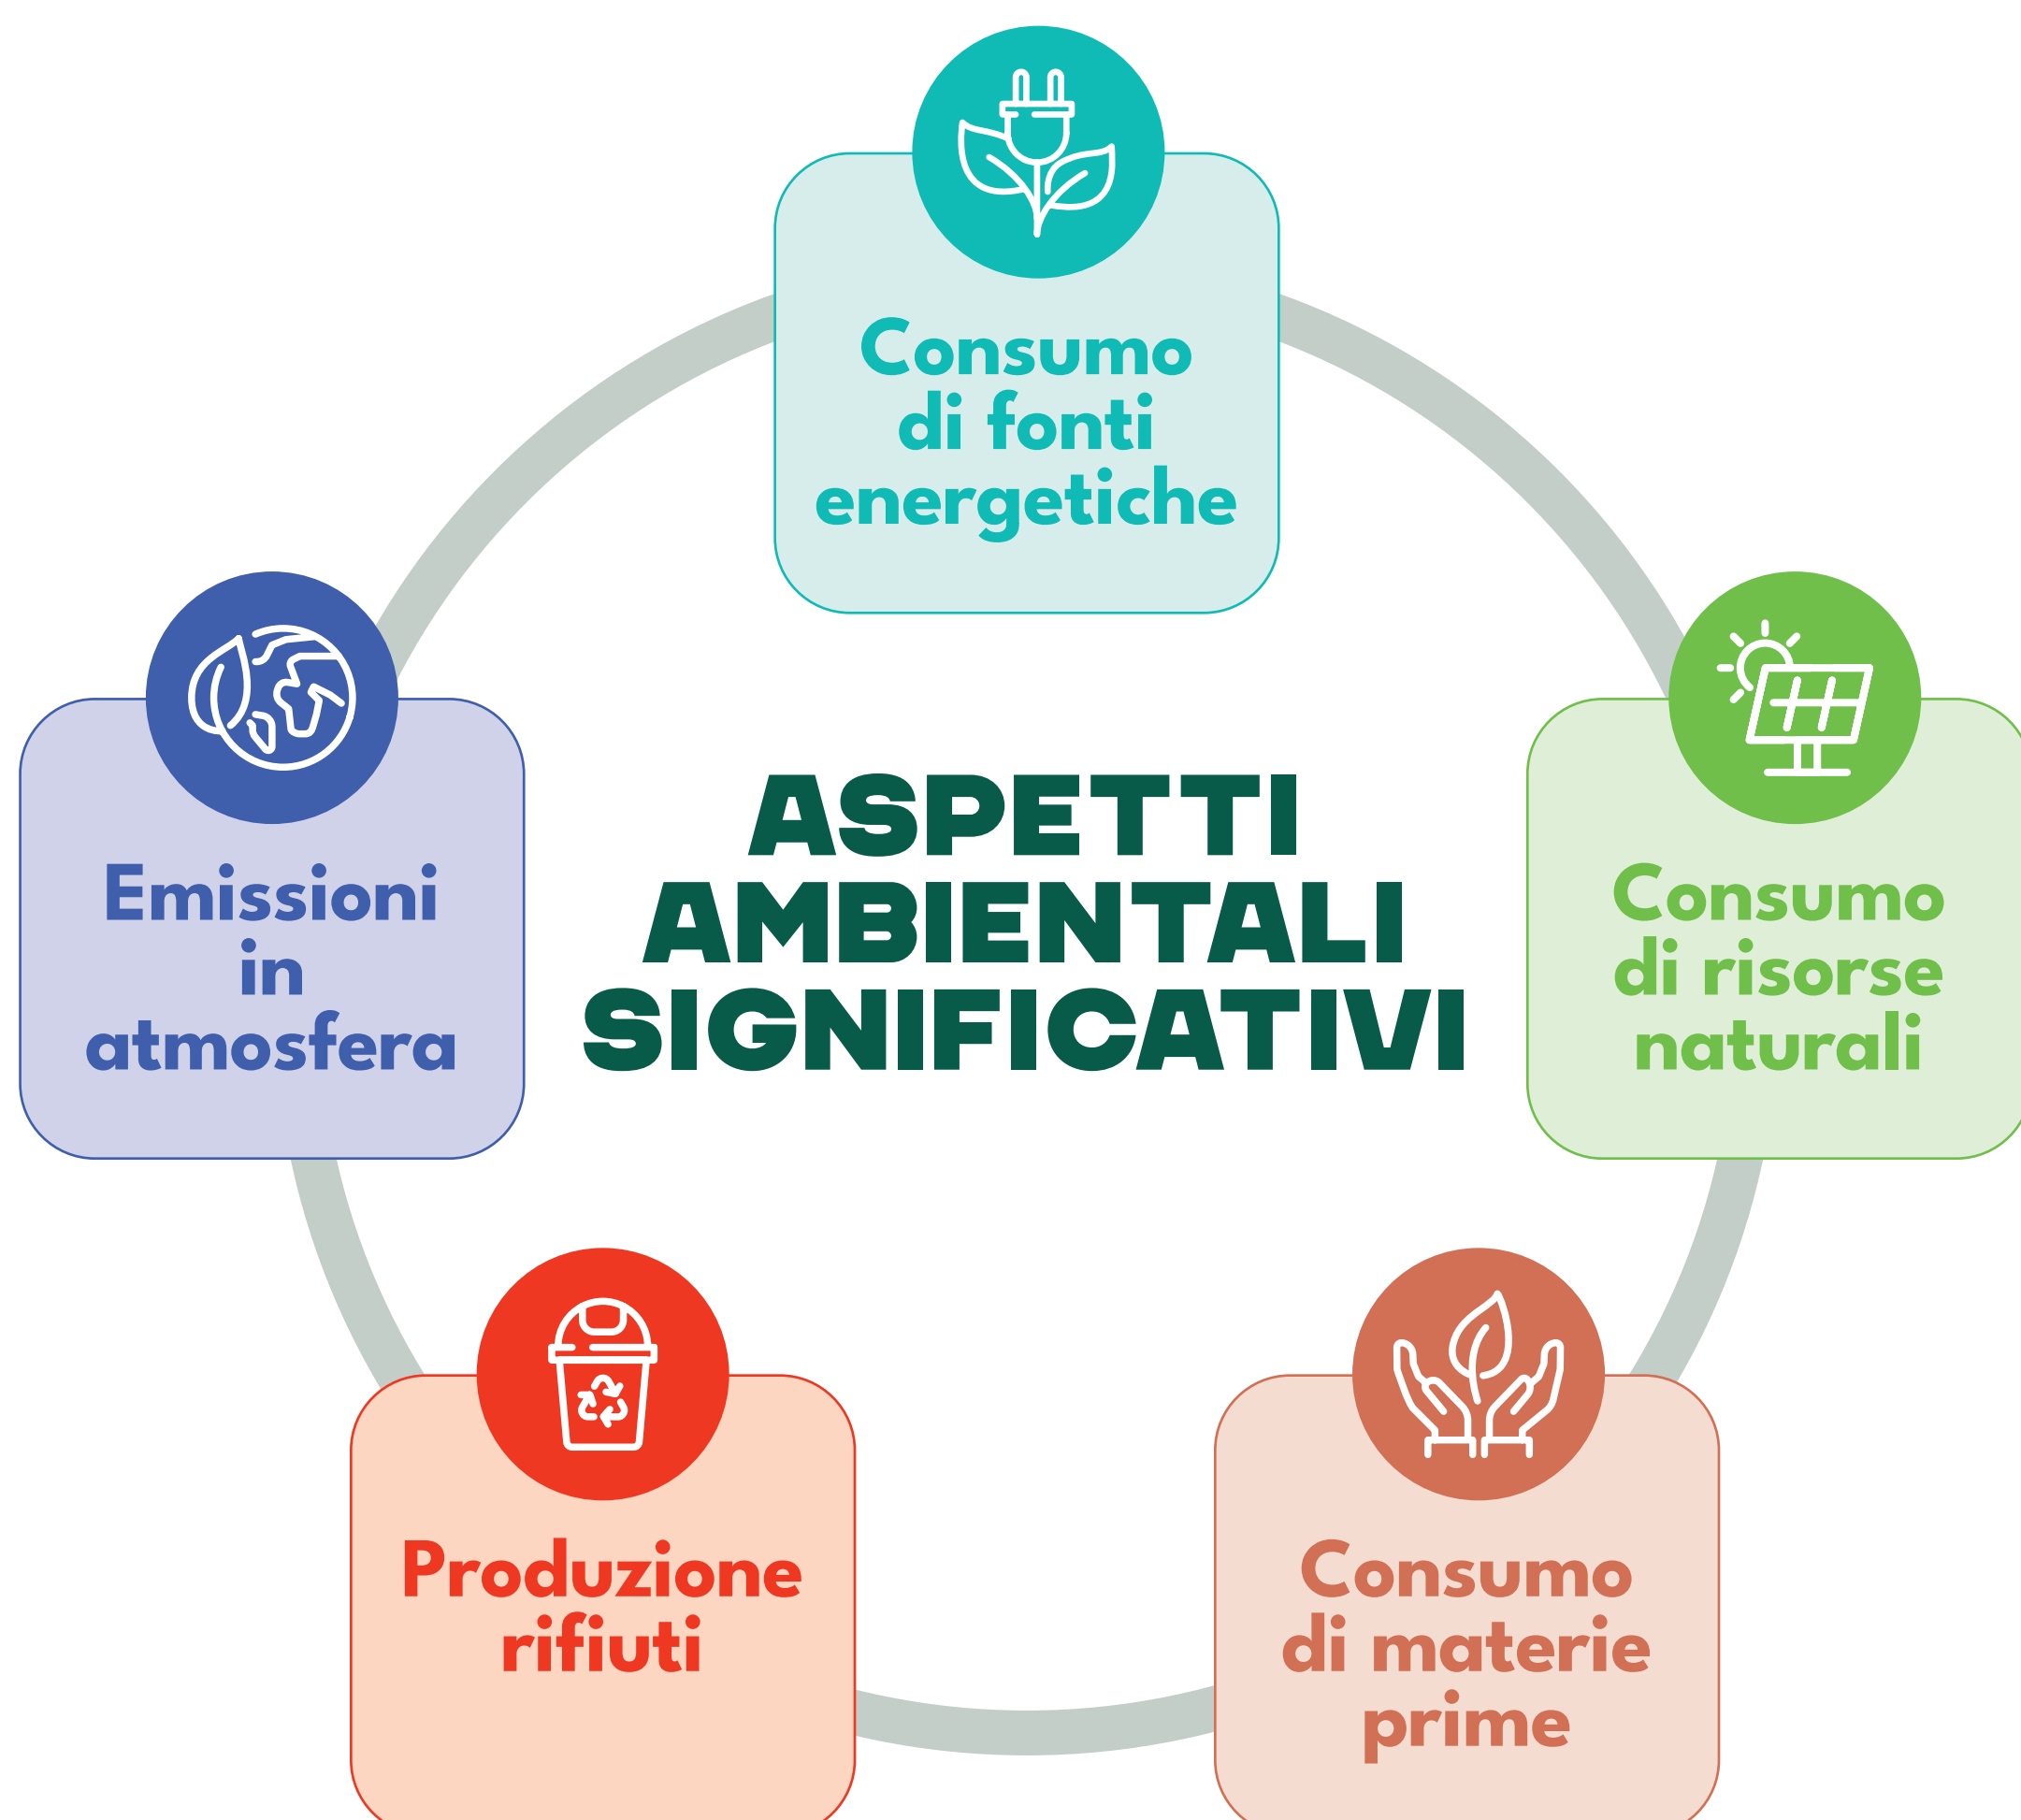 Consumo
di fonti
energetiche
Emissioni
in
atmosfera
ASPETTI
AMBIENTALI
SIGNIFICATIVI
Consumo
di risorse
naturali
Produzione
rifiuti
Consumo
di materie
prime